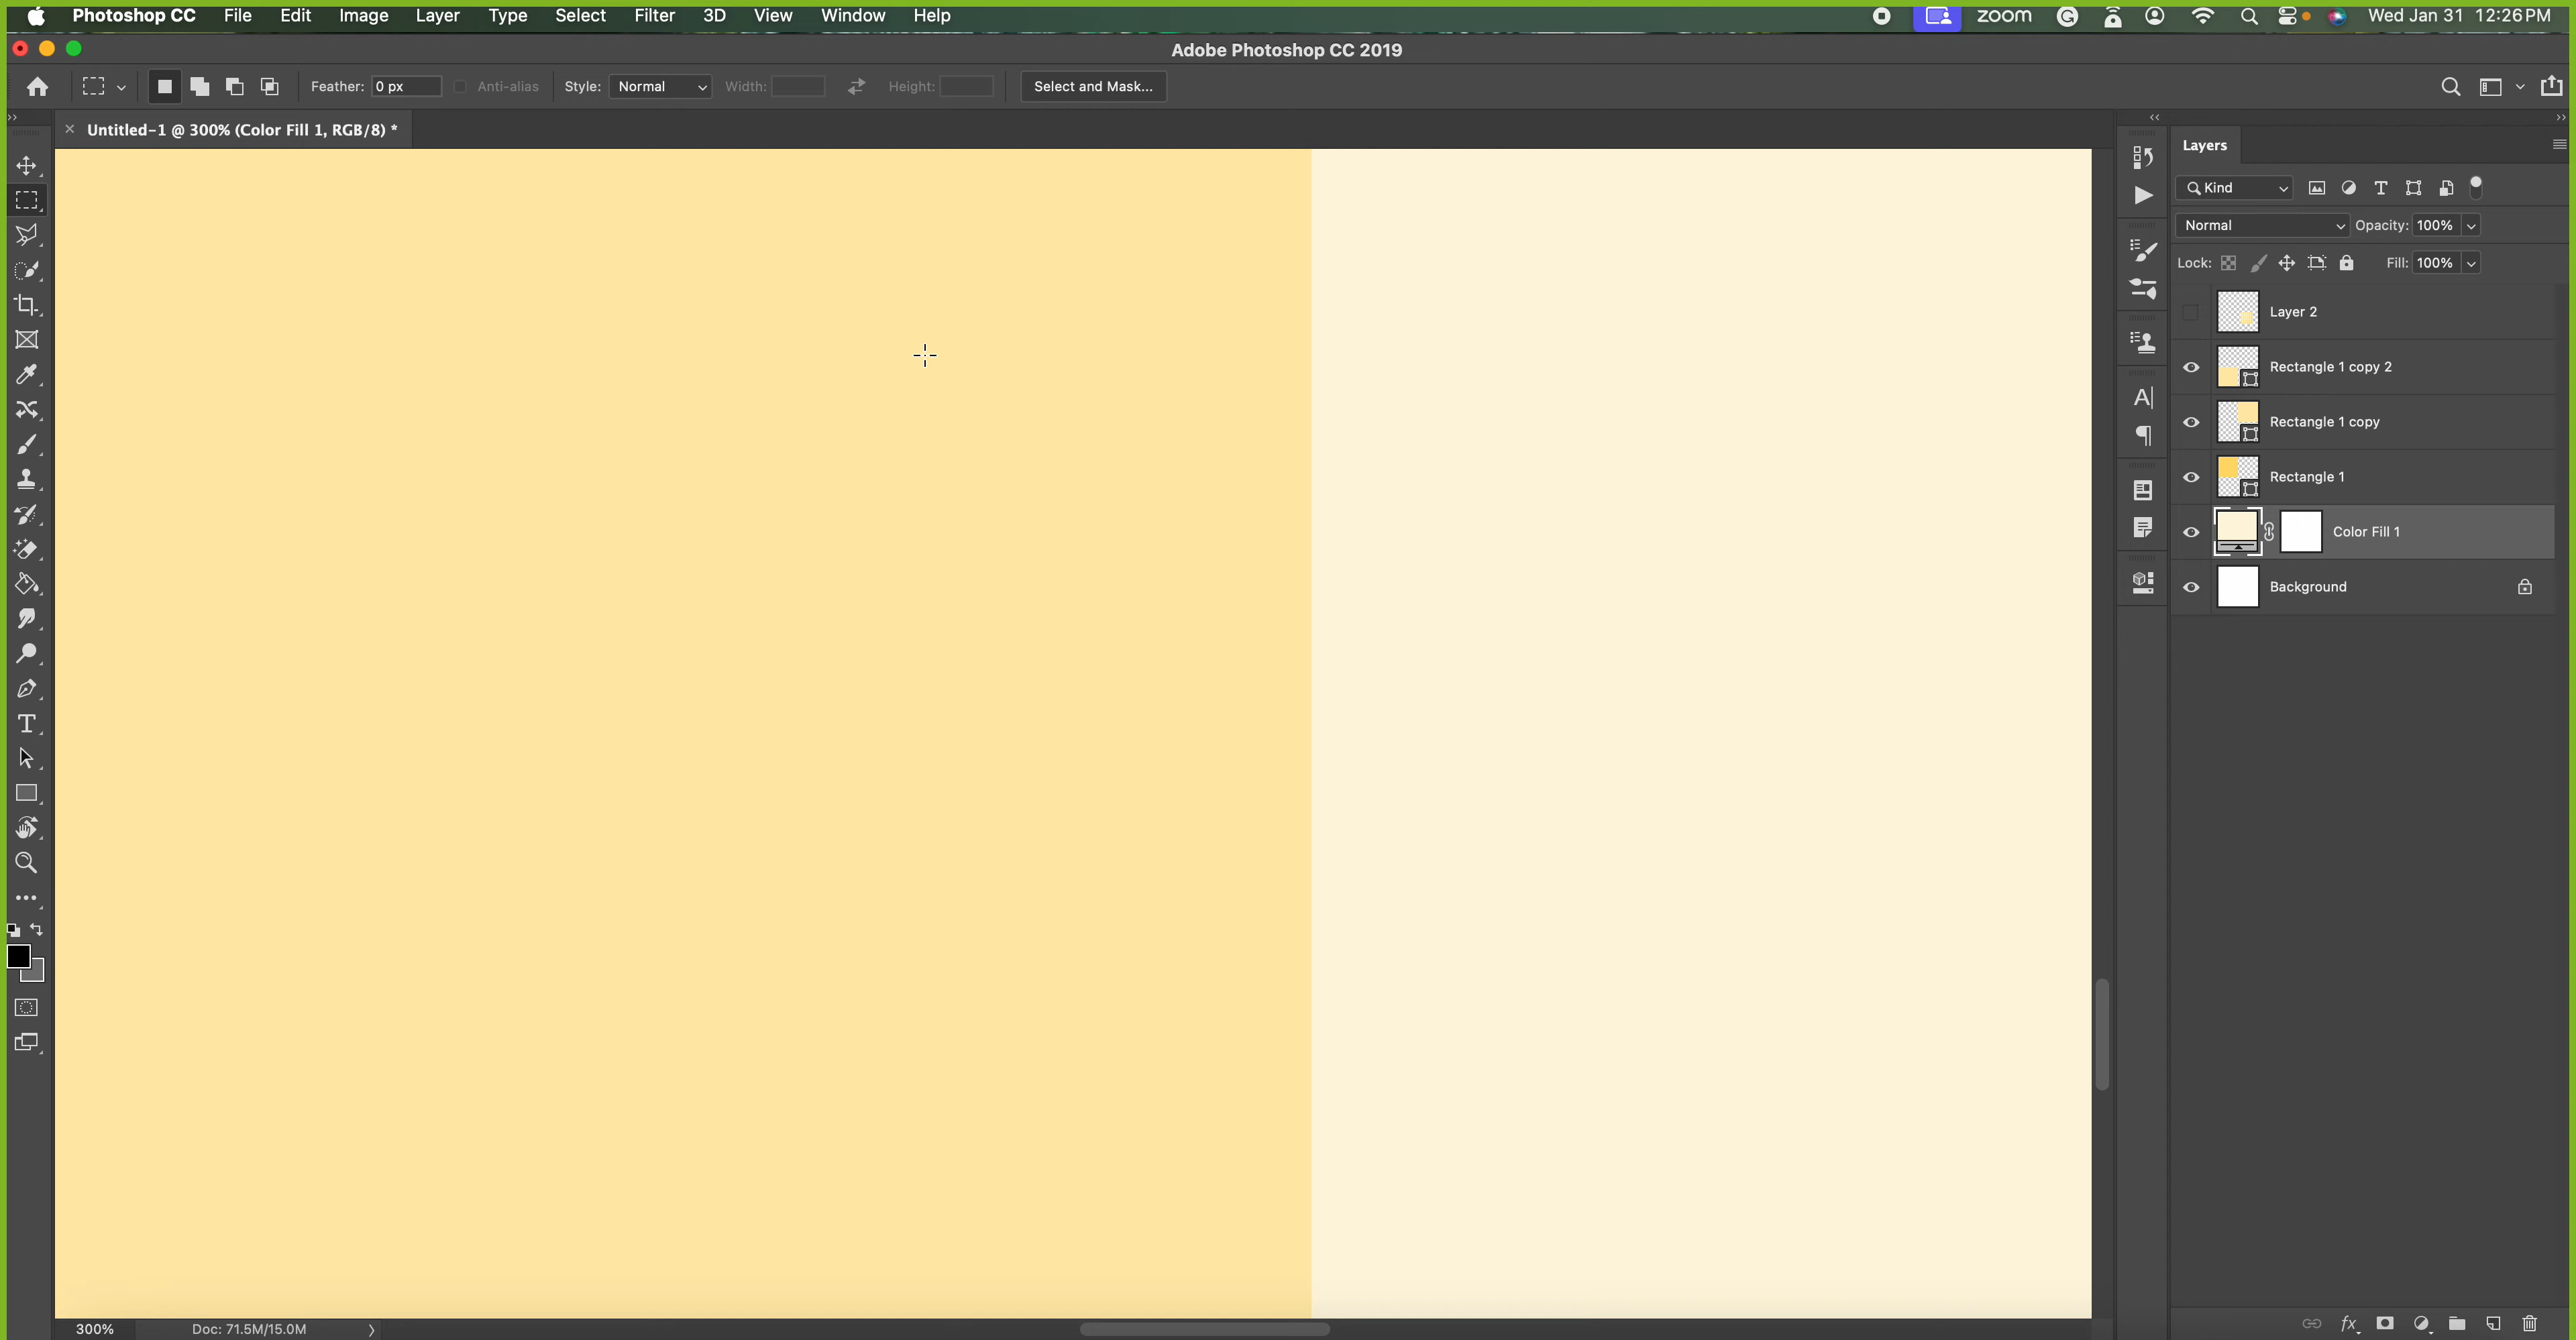 Photoshop CC File Edit Image Layer Type Select Filter 3D View Window Help zoom Wed Jan 31 12:26 PM
Adobe Photoshop CC 2019
Feather: 0 px Anti-alias Style: Normal Width: Height: Select and Mask...
× Untitled-1 @ 300% (Color Fill 1, RGB/8) *
Layers
Kind
Normal Opacity: 100%
Lock: Fill: 100%
Layer 2
Rectangle 1 copy 2
Rectangle 1 copy
Rectangle 1
Color Fill 1
Background
300% Doc: 71.5M/15.0M